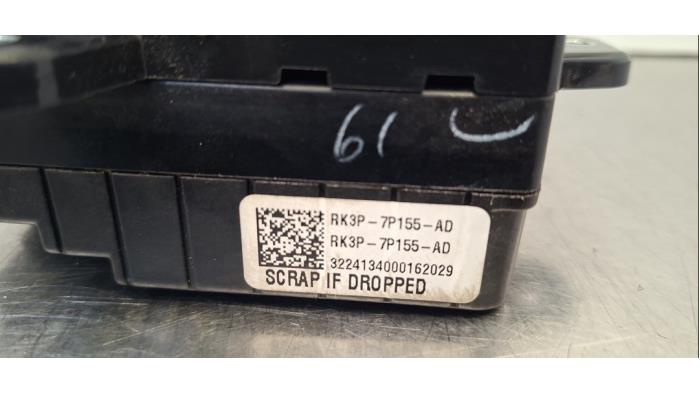 61
RK3P-7P155-AD
RK3P-7P155-AD
3224134000162029
SCRAP IF DROPPED